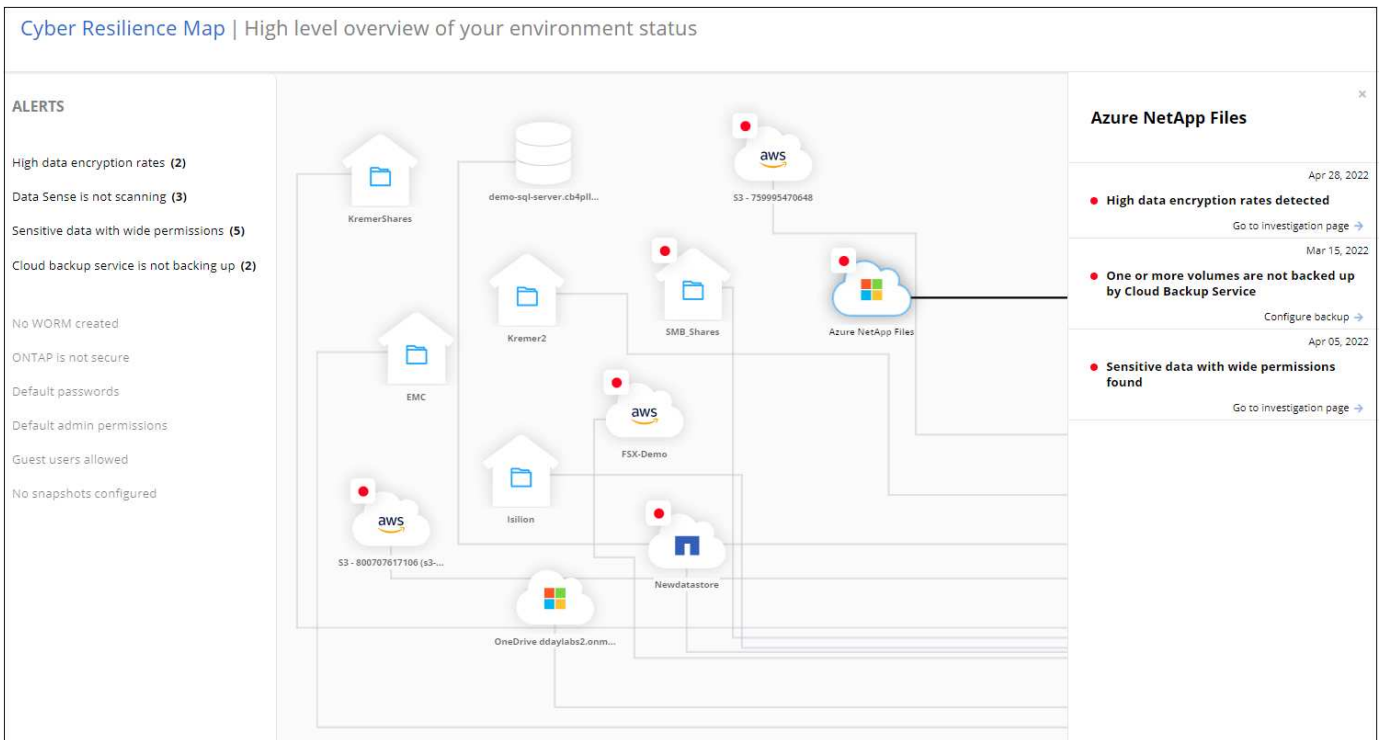 Cyber Resilience Map | High level overview of your environment status
ALERTS
High data encryption rates (2)
Data Sense is not scanning (3)
Sensitive data with wide permissions (5)
Cloud backup service is not backing up (2)
No WORM created
ONTAP is not secure
Default passwords
Default admin permissions
Guest users allowed
No snapshots configured
KremerShares
demo-sql-server.cb4pll...
aws
S3 - 759995470648
Kremer2
SMB_Shares
Azure NetApp Files
EMC
aws
FSX-Demo
Isilion
aws
S3 - 800707617106 (s3-...
Newdatastore
OneDrive ddaylabs2.onm...
×
Azure NetApp Files
Apr 28, 2022
High data encryption rates detected
Go to investigation page →
Mar 15, 2022
One or more volumes are not backed up
by Cloud Backup Service
Configure backup →
Apr 05, 2022
Sensitive data with wide permissions
found
Go to investigation page →